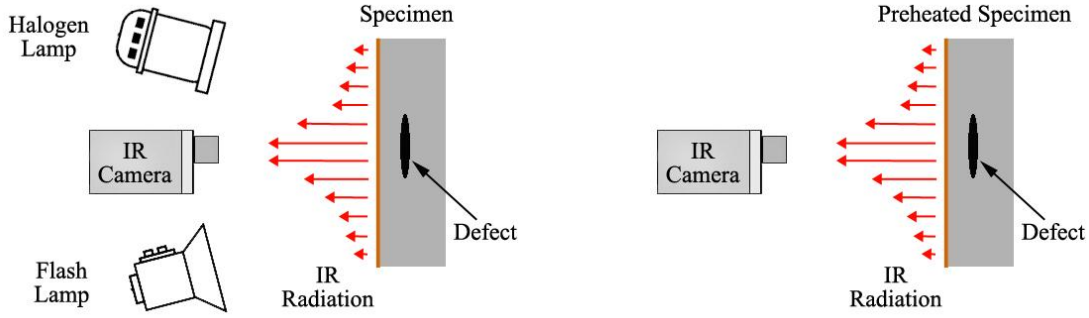 Halogen
Lamp
Specimen
IR
Camera
Defect
Flash
Lamp
IR
Radiation
Preheated Specimen
IR
Camera
Defect
IR
Radiation